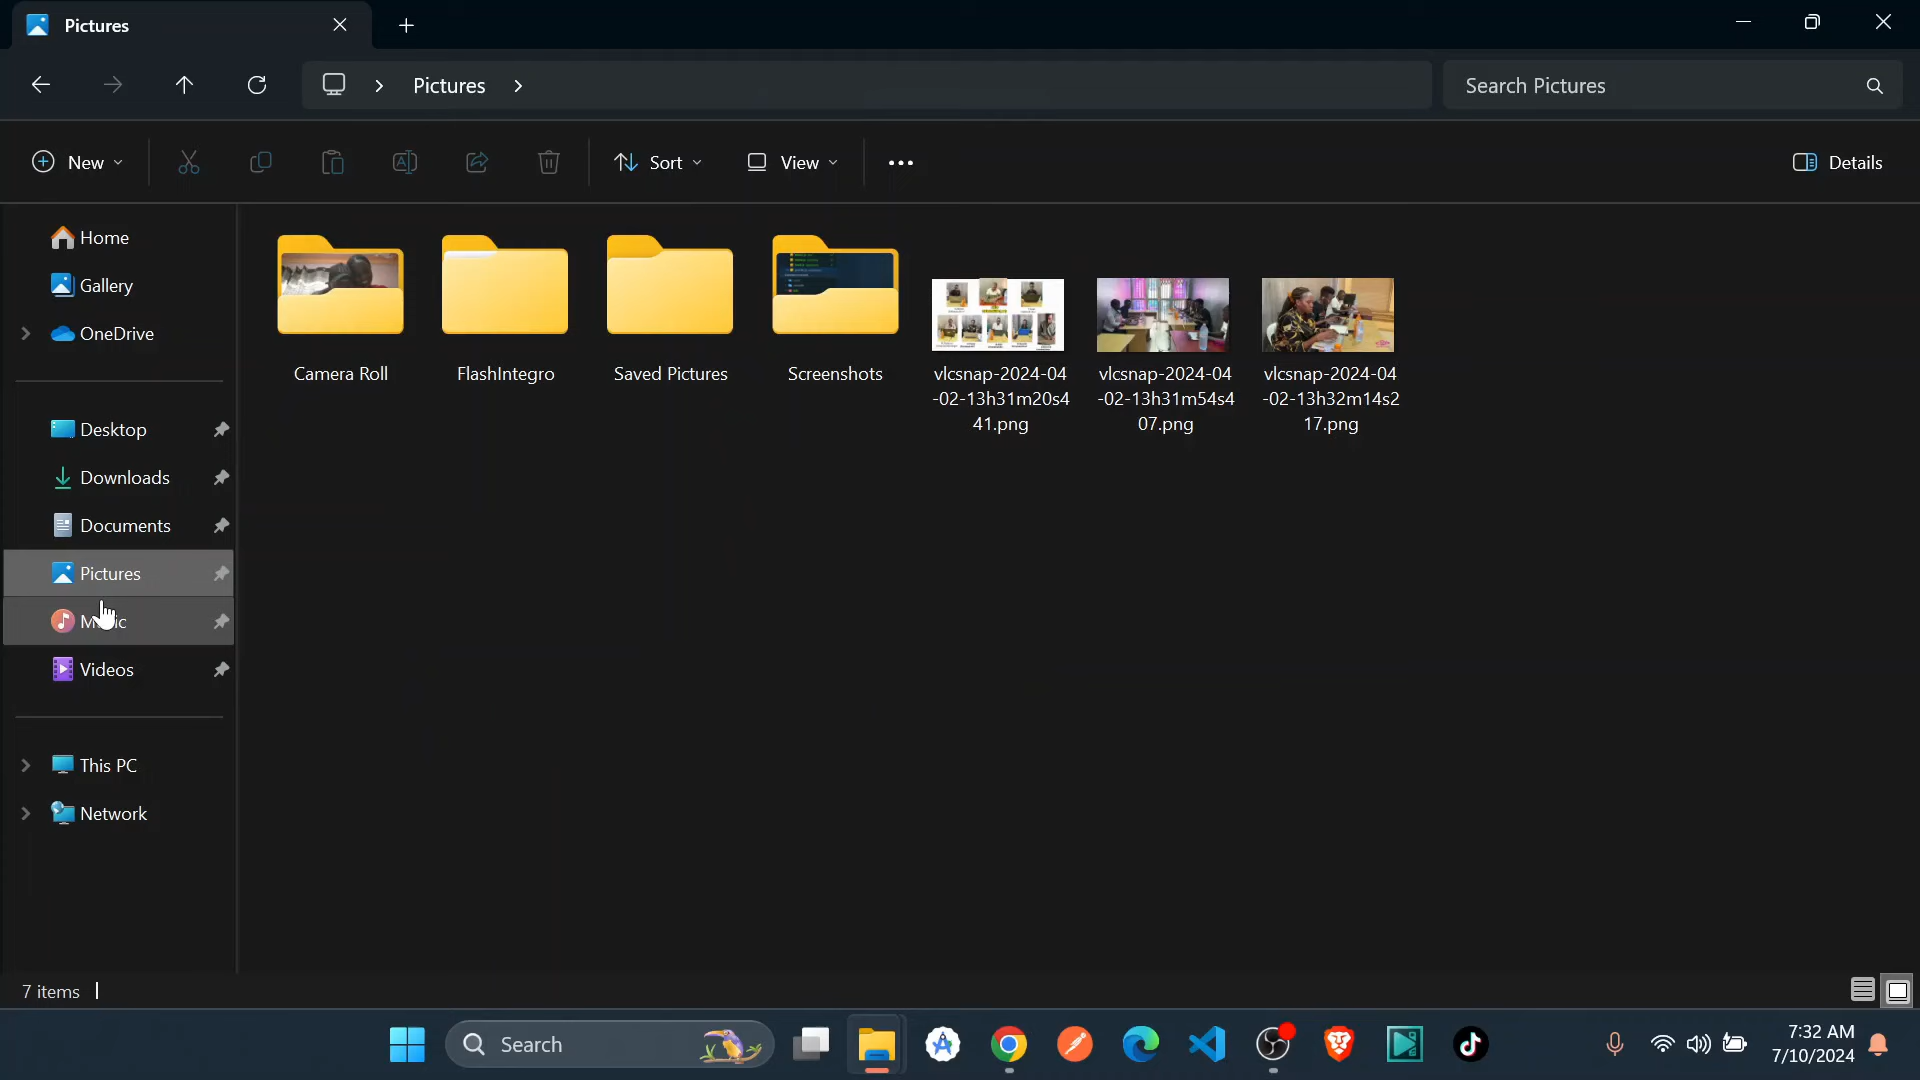 Pictures
Pictures
Search Pictures
New
Sort
View
Details
Home
Gallery
OneDrive
Desktop
Downloads
Documents
Pictures
Videos
This PC
Network
Camera Roll
FlashIntegro
Saved Pictures
Screenshots
vlcsnap-2024-04
-02-13h31m20s4
41.png
vlcsnap-2024-04
-02-13h31m54s4
07.png
vlcsnap-2024-04
-02-13h32m14s2
17.png
7 items
Search
7:32 AM
7/10/2024